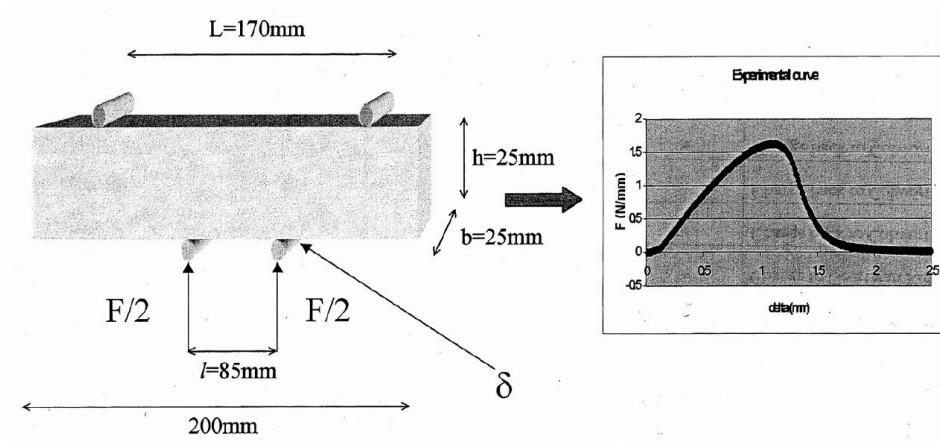 L=170mm
h=25mm
b=25mm
F/2
F/2
l=85mm
200mm
δ
Experimental curve
F (N/mm)
2
1.5
1
0.5
0
-0.5
0
0.5
1
1.5
2
2.5
delta(mm)